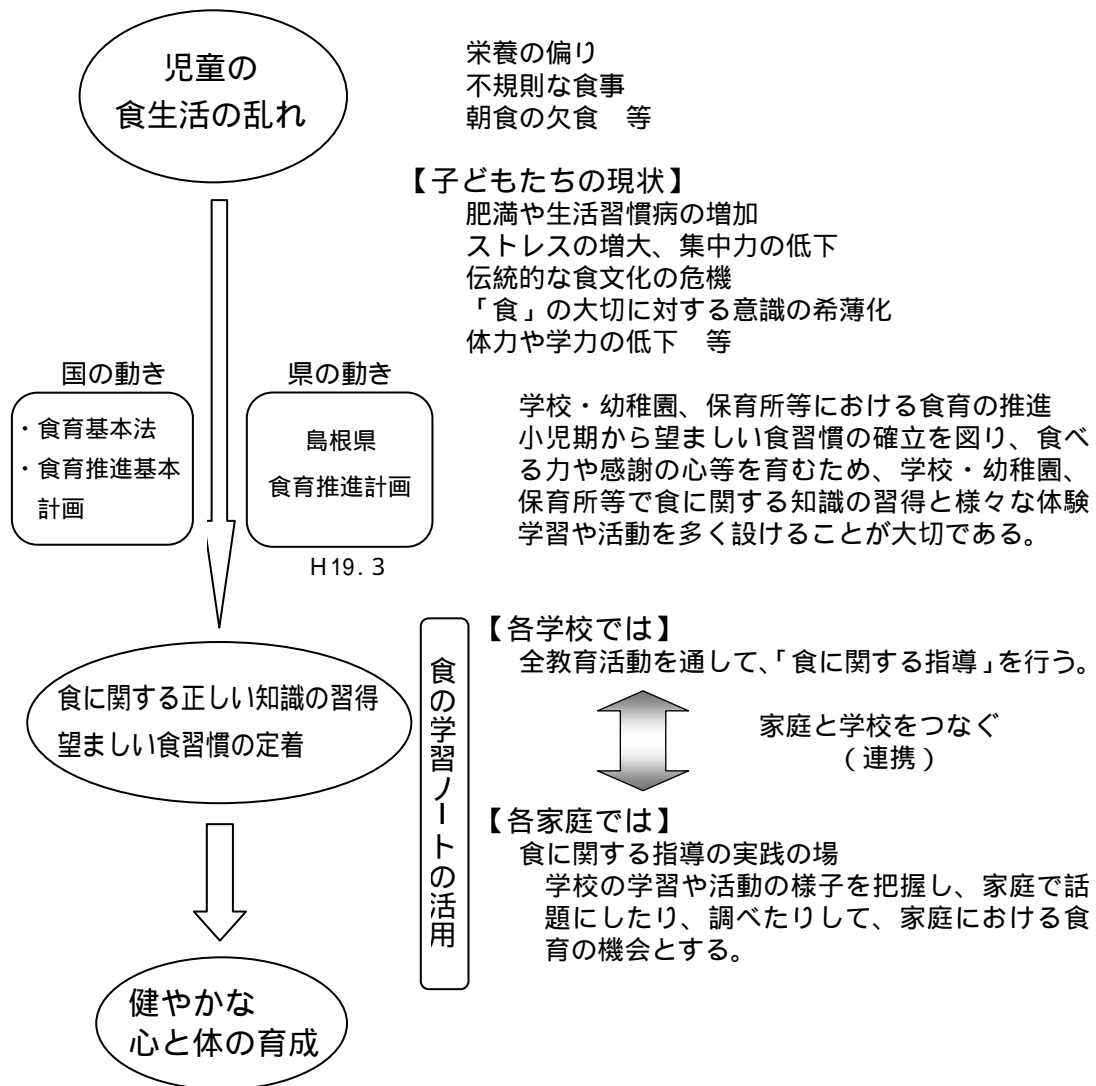 児童の
食生活の乱れ
栄養の偏り
不規則な食事
朝食の欠食　等
【子どもたちの現状】
肥満や生活習慣病の増加
ストレスの増大、集中力の低下
伝統的な食文化の危機
「食」の大切に対する意識の希薄化
体力や学力の低下　等
国の動き
・食育基本法
・食育推進基本
計画
県の動き
島根県
食育推進計画
H19.3
学校・幼稚園、保育所等における食育の推進
小児期から望ましい食習慣の確立を図り、食べ
る力や感謝の心等を育むため、学校・幼稚園、
保育所等で食に関する知識の習得と様々な体験
学習や活動を多く設けることが大切である。
食に関する正しい知識の習得
望ましい食習慣の定着
食の学習ノートの活用
【各学校では】
全教育活動を通して、「食に関する指導」を行う。
家庭と学校をつなぐ
（連携）
【各家庭では】
食に関する指導の実践の場
学校の学習や活動の様子を把握し、家庭で話
題にしたり、調べたりして、家庭における食
育の機会とする。
健やかな
心と体の育成